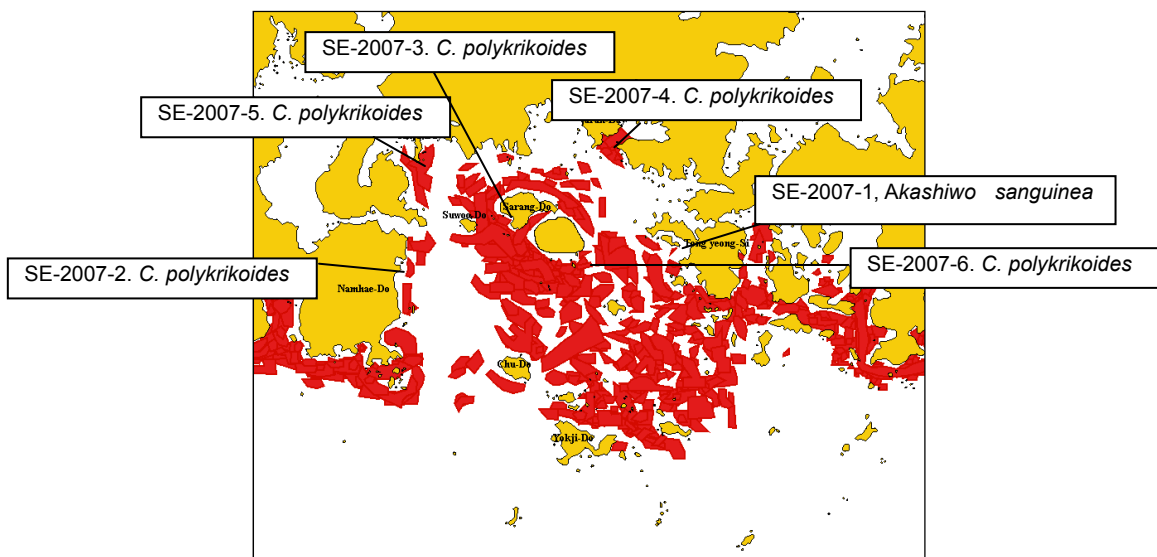 SE-2007-3. C. polykrikoides
SE-2007-4. C. polykrikoides
SE-2007-5. C. polykrikoides
SE-2007-1, Akashiwo sanguinea
Sarang-Do
Suwoo-Do
Tong yeong-Si
SE-2007-6. C. polykrikoides
SE-2007-2. C. polykrikoides
Namhae-Do
Chu-Do
Yokji-Do